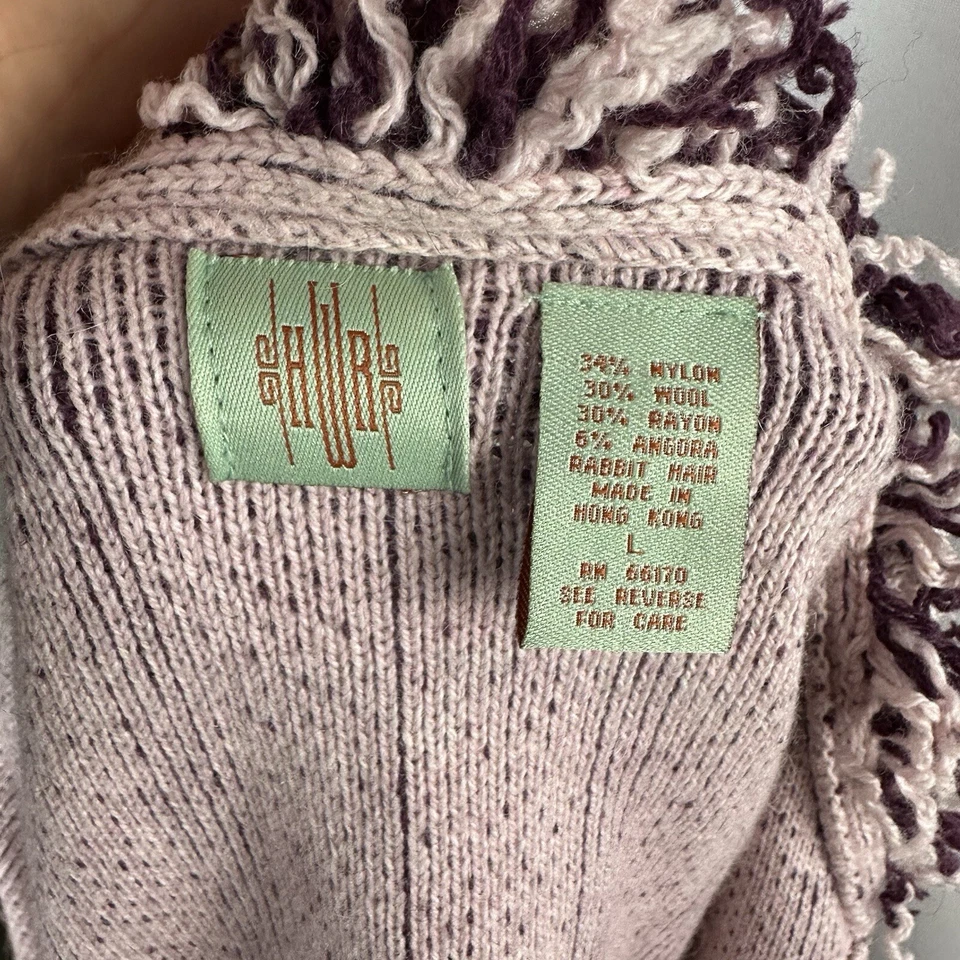 HWR
34% NYLON
30% WOOL
30% RAYON
6% ANGORA
RABBIT HAIR
MADE IN
HONG KONG
L
RN 66170
SEE REVERSE
FOR CARE